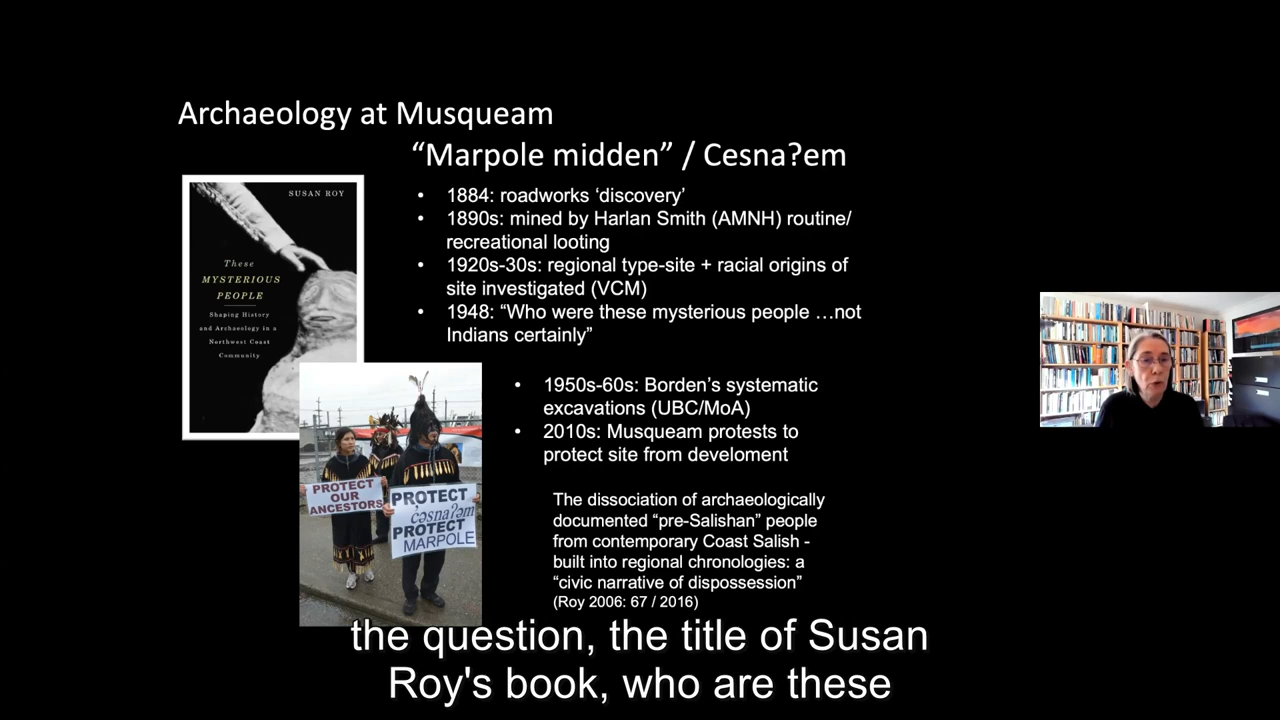 Archaeology at Musqueam
“Marpole midden” / Cesna?em
SUSAN ROY
These
MYSTERIOUS
PEOPLE
Shaping History
and Archaeology in a
Northwest Coast
Community
• 1884: roadworks ‘discovery’
• 1890s: mined by Harlan Smith (AMNH) routine/
recreational looting
• 1920s-30s: regional type-site + racial origins of
site investigated (VCM)
• 1948: “Who were these mysterious people …not
Indians certainly”
• 1950s-60s: Borden’s systematic
excavations (UBC/MoA)
• 2010s: Musqueam protests to
protect site from develoment
PROTECT
OUR
ANCESTORS
PROTECT
c̓əsnaʔəm
PROTECT
MARPOLE
The dissociation of archaeologically
documented “pre-Salishan” people
from contemporary Coast Salish -
built into regional chronologies: a
“civic narrative of dispossession”
(Roy 2006: 67 / 2016)
the question, the title of Susan
Roy's book, who are these